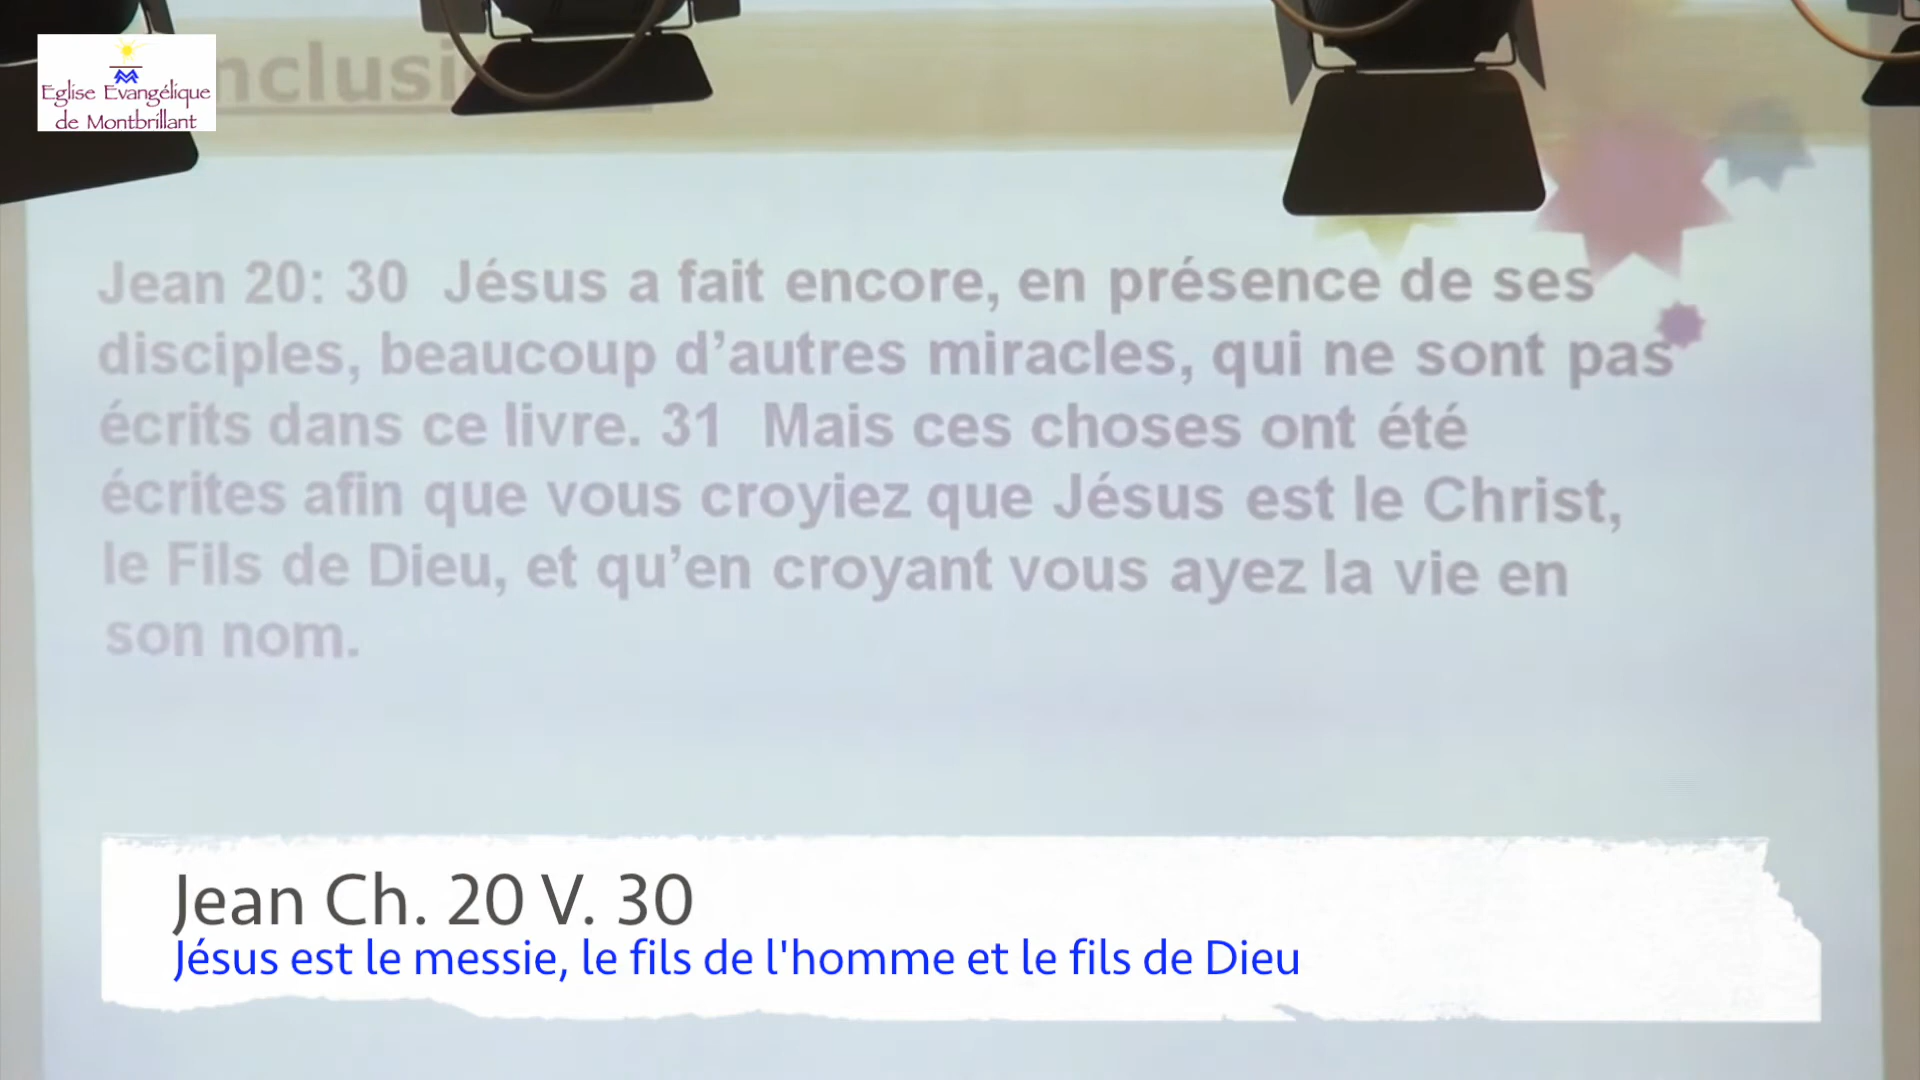 Eglise Evangélique
de Montbrillant
Jean 20: 30 Jésus a fait encore, en présence de ses
disciples, beaucoup d’autres miracles, qui ne sont pas
écrits dans ce livre. 31 Mais ces choses ont été
écrites afin que vous croyiez que Jésus est le Christ,
le Fils de Dieu, et qu’en croyant vous ayez la vie en
son nom.
Jean Ch. 20 V. 30
Jésus est le messie, le fils de l'homme et le fils de Dieu